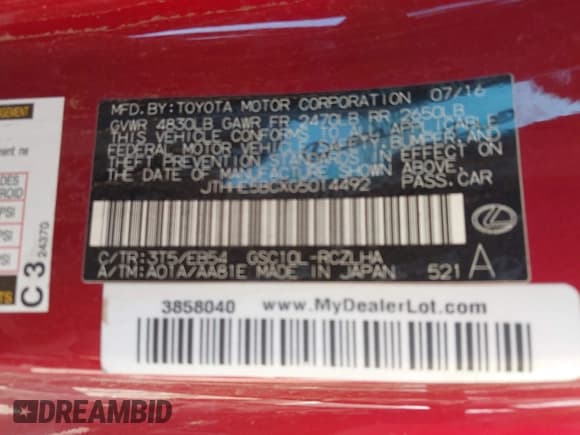 MFD. BY: TOYOTA MOTOR CORPORATION 07/16
GVWR 4830LB GAWR FR 2470LB RR 2650LB
THIS VEHICLE CONFORMS TO ALL APPLICABLE
FEDERAL MOTOR VEHICLE SAFETY, BUMPER, AND
THEFT PREVENTION STANDARDS IN EFFECT ON
THE DATE OF MANUFACTURE SHOWN ABOVE.
PASS.CAR
C/TR: 3T5/EB54 GSC10L-RCZLHA
A/TM: A01A/AA81E MADE IN JAPAN 521 A
C3
24370
3858040 www.MyDealerLot.com
DREAMBID